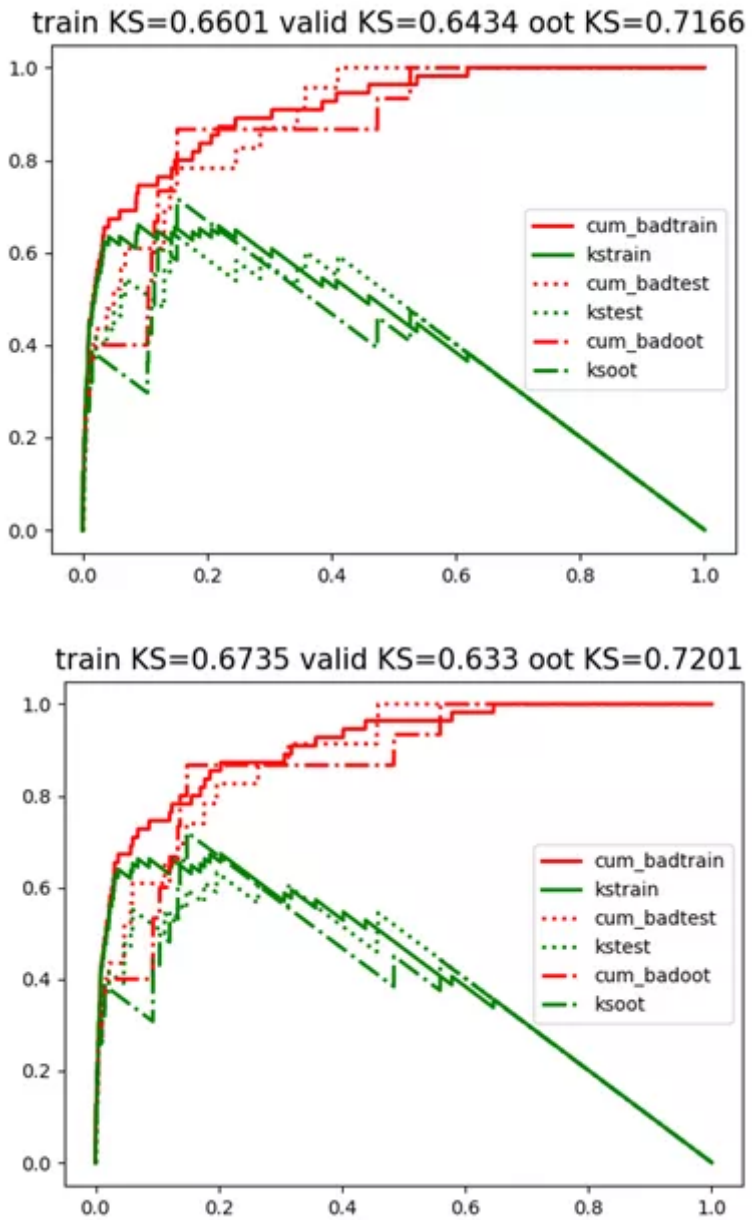 train KS=0.6601 valid KS=0.6434 oot KS=0.7166
1.0
0.8
0.6
0.4
0.2
0.0
cum_badtrain
kstrain
cum_badtest
kstest
cum_badoot
ksoot
0.0 0.2 0.4 0.6 0.8 1.0
train KS=0.6735 valid KS=0.633 oot KS=0.7201
1.0
0.8
0.6
0.4
0.2
0.0
cum_badtrain
kstrain
cum_badtest
kstest
cum_badoot
ksoot
0.0 0.2 0.4 0.6 0.8 1.0